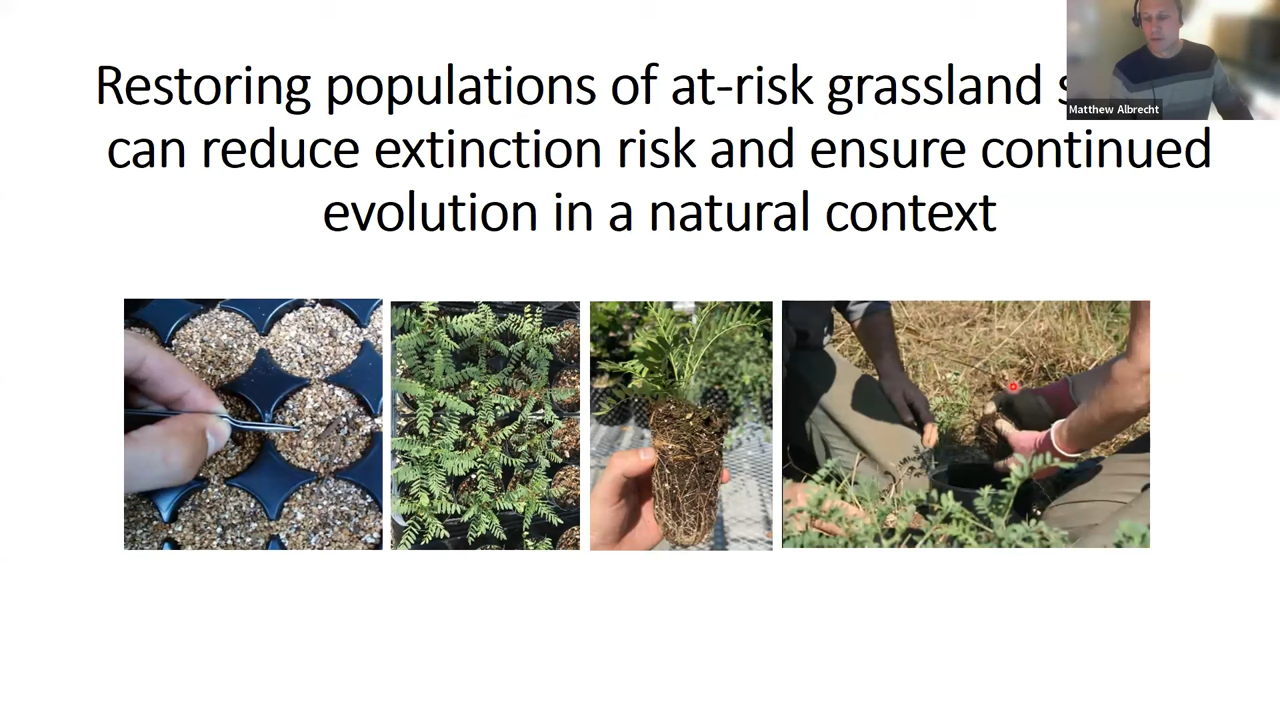 Restoring populations of at-risk grassland
can reduce extinction risk and ensure continued
evolution in a natural context
Matthew Albrecht